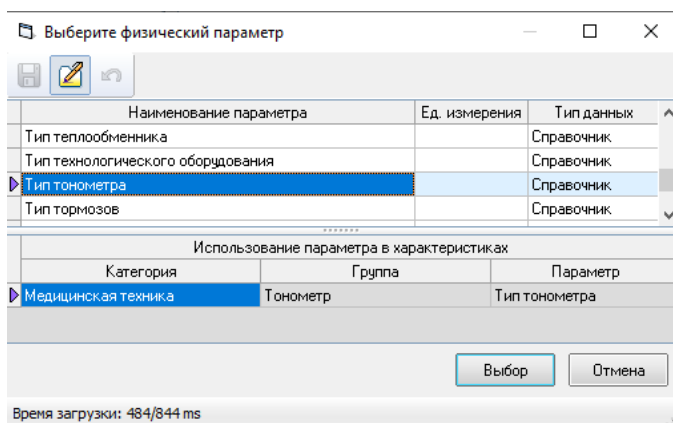 Выберите физический параметр
Наименование параметра Ед. измерения Тип данных
Тип теплообменника Справочник
Тип технологического оборудования Справочник
Тип тонометра Справочник
Тип тормозов Справочник
Использование параметра в характеристиках
Категория Группа Параметр
Медицинская техника Тонометр Тип тонометра
Выбор Отмена
Время загрузки: 484/844 ms